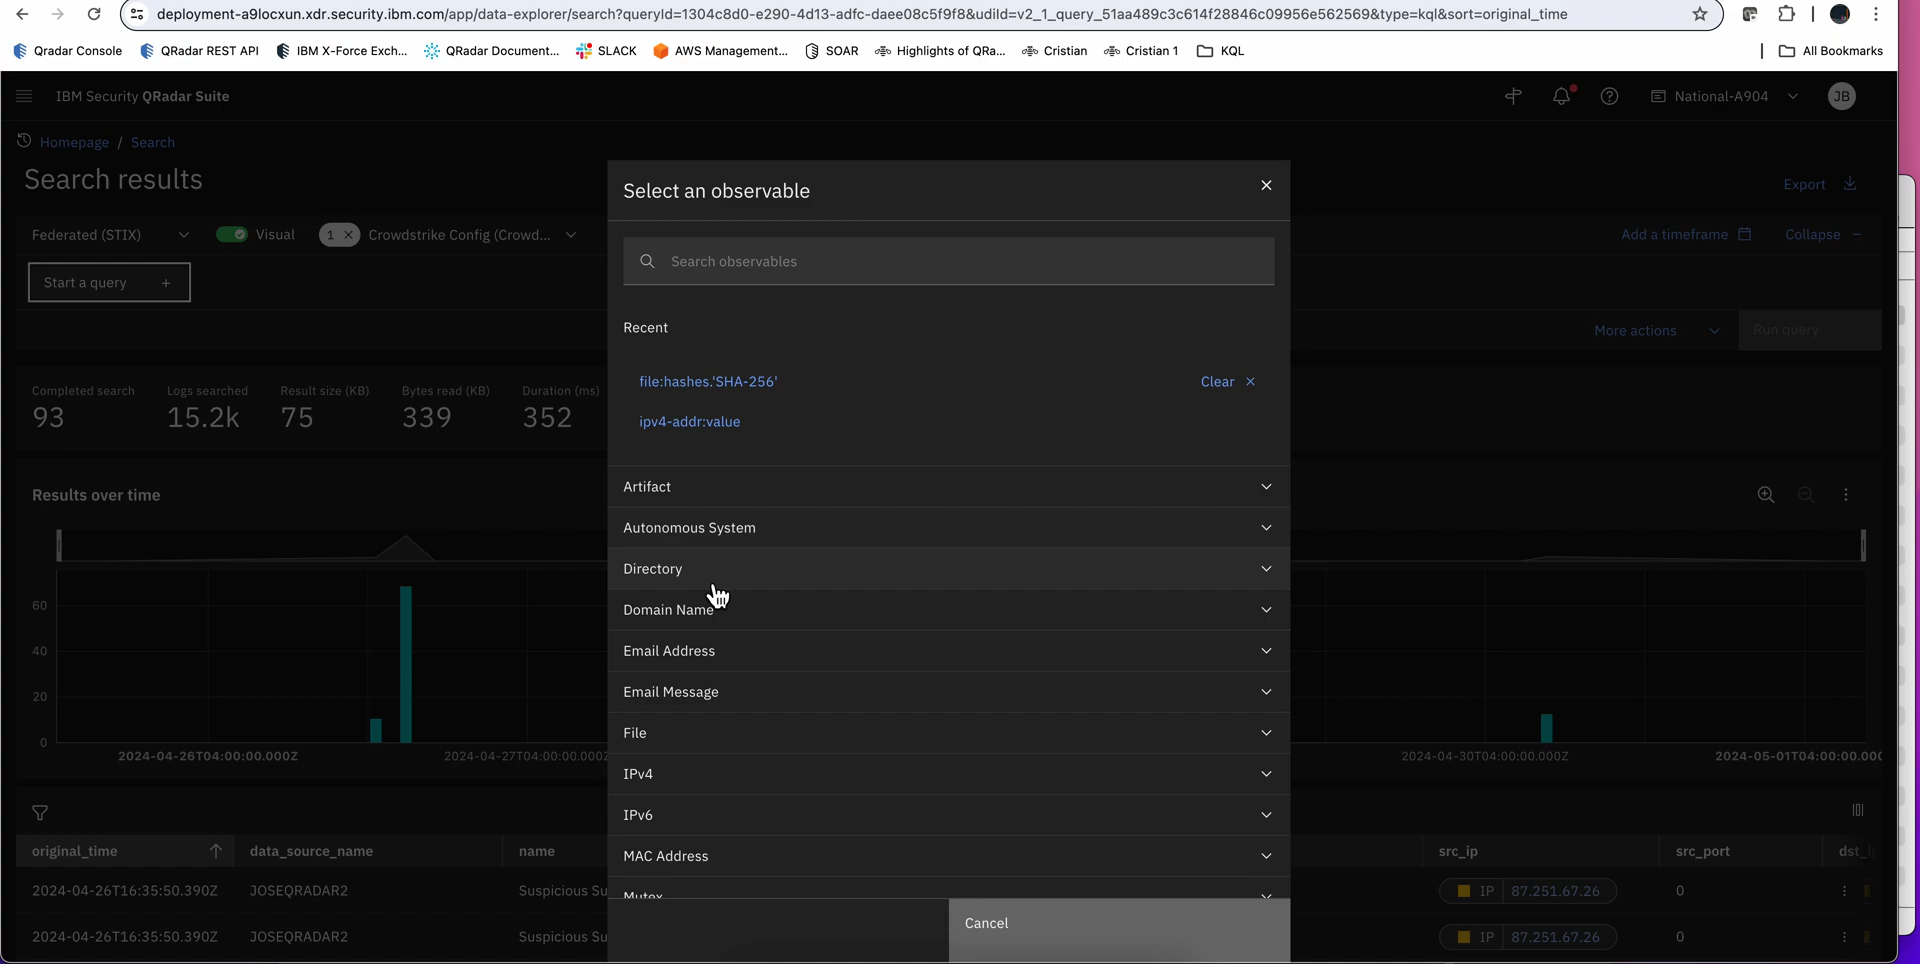 deployment-a9locxun.xdr.security.ibm.com/app/data-explorer/search?queryId=1304c8d0-e290-4d13-adfc-daee08c5f9f8&udiId=v2_1_query_51aa489c3c614f28846c09956e562569&type=kql&sort=original_time
Qradar Console QRadar REST API IBM X-Force Exch... QRadar Document... SLACK AWS Management... SOAR Highlights of QRa... Cristian Cristian 1 KQL All Bookmarks
IBM Security QRadar Suite National-A904 JB
Homepage / Search
Search results
Export
Federated (STIX) Visual 1 Crowdstrike Config (Crowd... Add a timeframe Collapse
Start a query +
More actions Run query
Completed search Logs searched Result size (KB) Bytes read (KB) Duration (ms)
93 15.2k 75 339 352
Results over time
60
40
20
0
2024-04-26T04:00:00.000Z 2024-04-27T04:00:00.000Z 2024-04-30T04:00:00.000Z 2024-05-01T04:00:00.000
original_time data_source_name name src_ip src_port dst_i
2024-04-26T16:35:50.390Z JOSEQRADAR2 Suspicious Su IP 87.251.67.26 0
2024-04-26T16:35:50.390Z JOSEQRADAR2 Suspicious Su IP 87.251.67.26 0
Select an observable
Search observables
Recent
file:hashes.'SHA-256' Clear
ipv4-addr:value
Artifact
Autonomous System
Directory
Domain Name
Email Address
Email Message
File
IPv4
IPv6
MAC Address
Mutex
Cancel